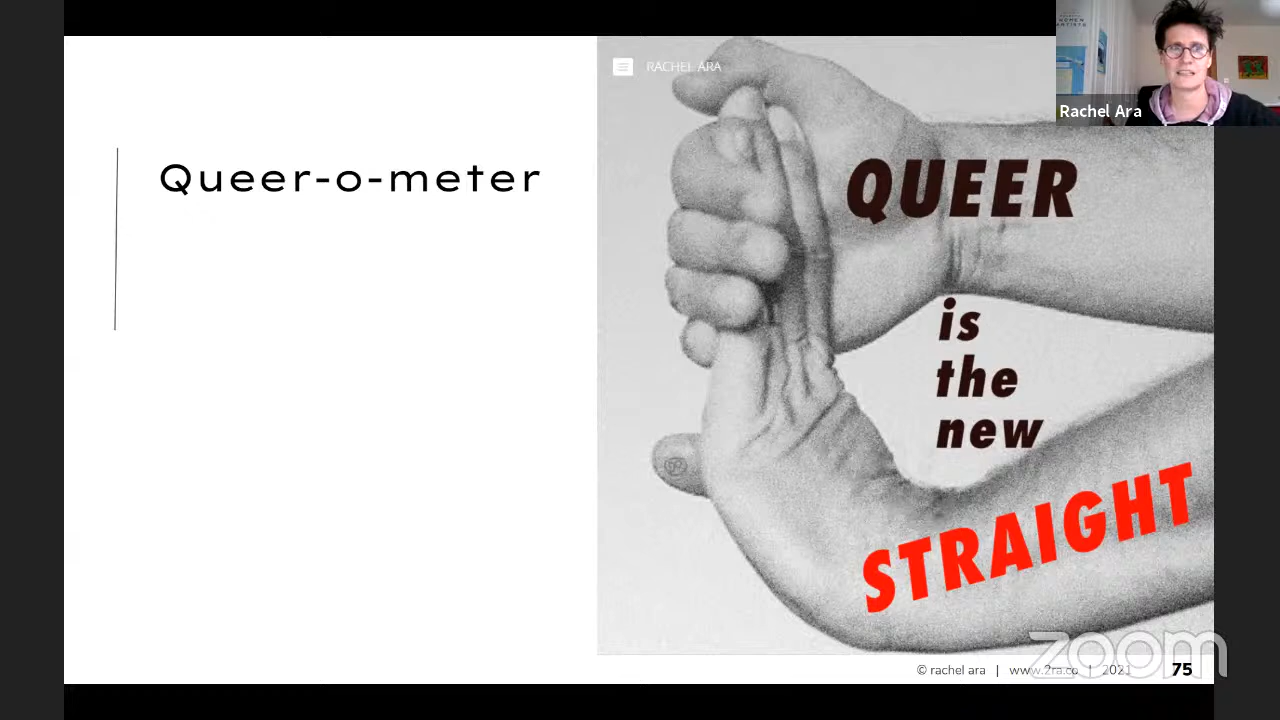 RACHEL ARA
Rachel Ara
Queer-o-meter
QUEER
is
the
new
STRAIGHT
© rachel ara | www.2ra.co | 2021 75
zoom